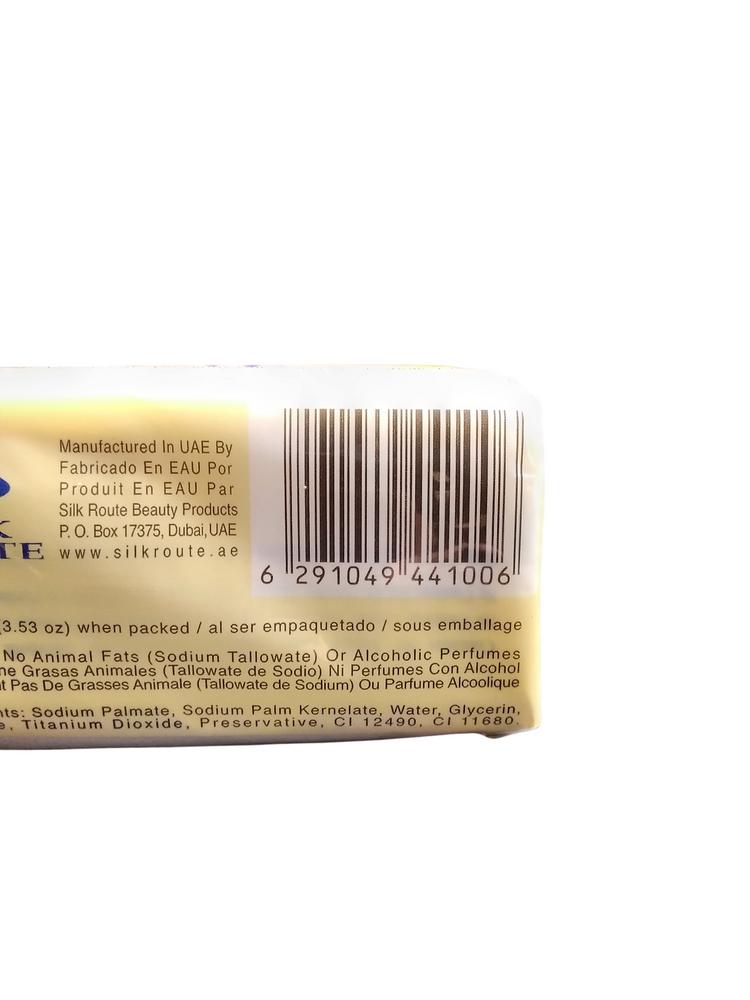 Manufactured In UAE By
Fabricado En EAU Por
Produit En EAU Par
Silk Route Beauty Products
P. O. Box 17375, Dubai, UAE
www.silkroute.ae
6 291049 441006
(3.53 oz) when packed / al ser empaquetado / sous emballage
No Animal Fats (Sodium Tallowate) Or Alcoholic Perfumes
Grasas Animales (Tallowate de Sodio) Ni Perfumes Con Alcohol
Pas De Grasses Animale (Tallowate de Sodium) Ou Parfume Alcoolique
Sodium Palmate, Sodium Palm Kernelate, Water, Glycerin,
Titanium Dioxide, Preservative, CI 12490, CI 11680.